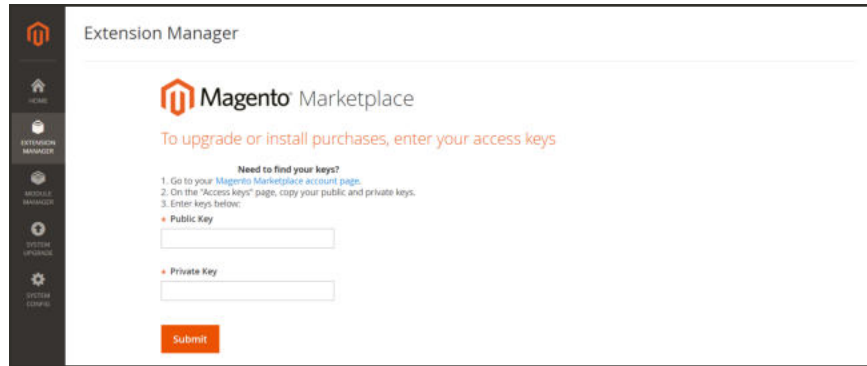 Extension Manager
HOME
EXTENSION
MANAGER
MODULE
MANAGER
SYSTEM
UPGRADE
SYSTEM
CONFIG
Magento Marketplace
To upgrade or install purchases, enter your access keys
Need to find your keys?
1. Go to your Magento Marketplace account page.
2. On the "Access keys" page, copy your public and private keys.
3. Enter keys below:
* Public Key
* Private Key
Submit